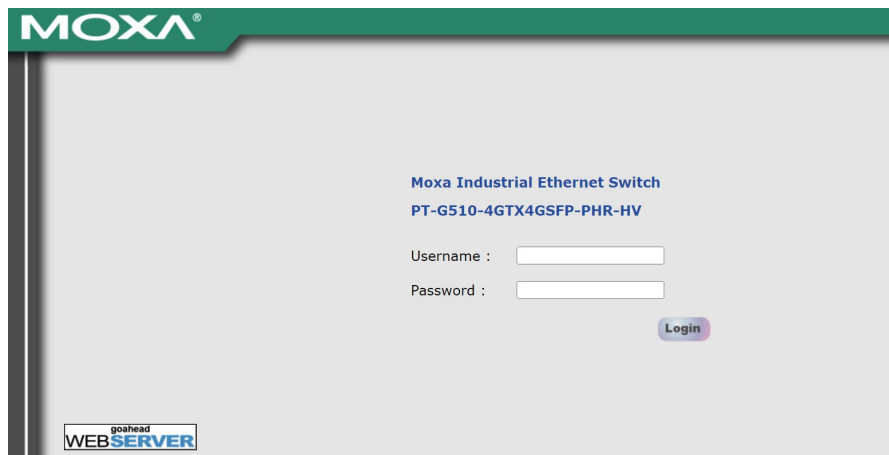 MOXA®
Moxa Industrial Ethernet Switch
PT-G510-4GTX4GSFP-PHR-HV
Username :
Password :
Login
goahead
WEBSERVER